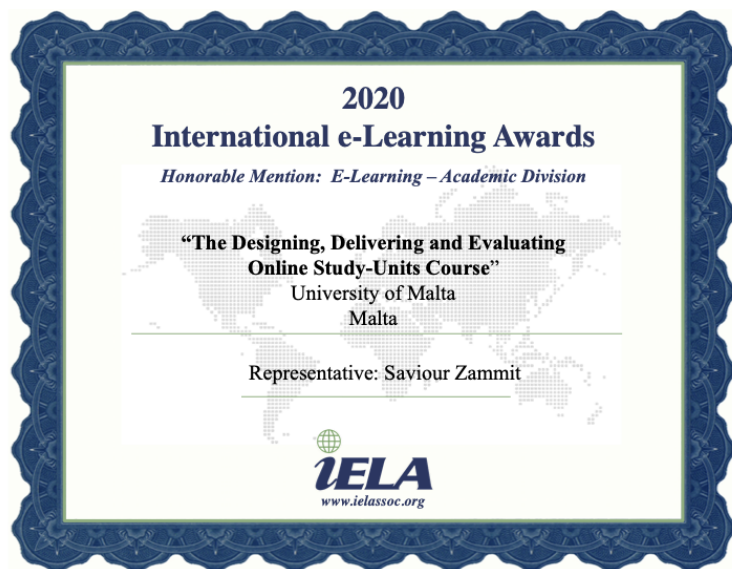 2020
International e-Learning Awards
Honorable Mention: E-Learning – Academic Division
“The Designing, Delivering and Evaluating
Online Study-Units Course”
University of Malta
Malta
Representative: Saviour Zammit
iELA
www.ielassoc.org